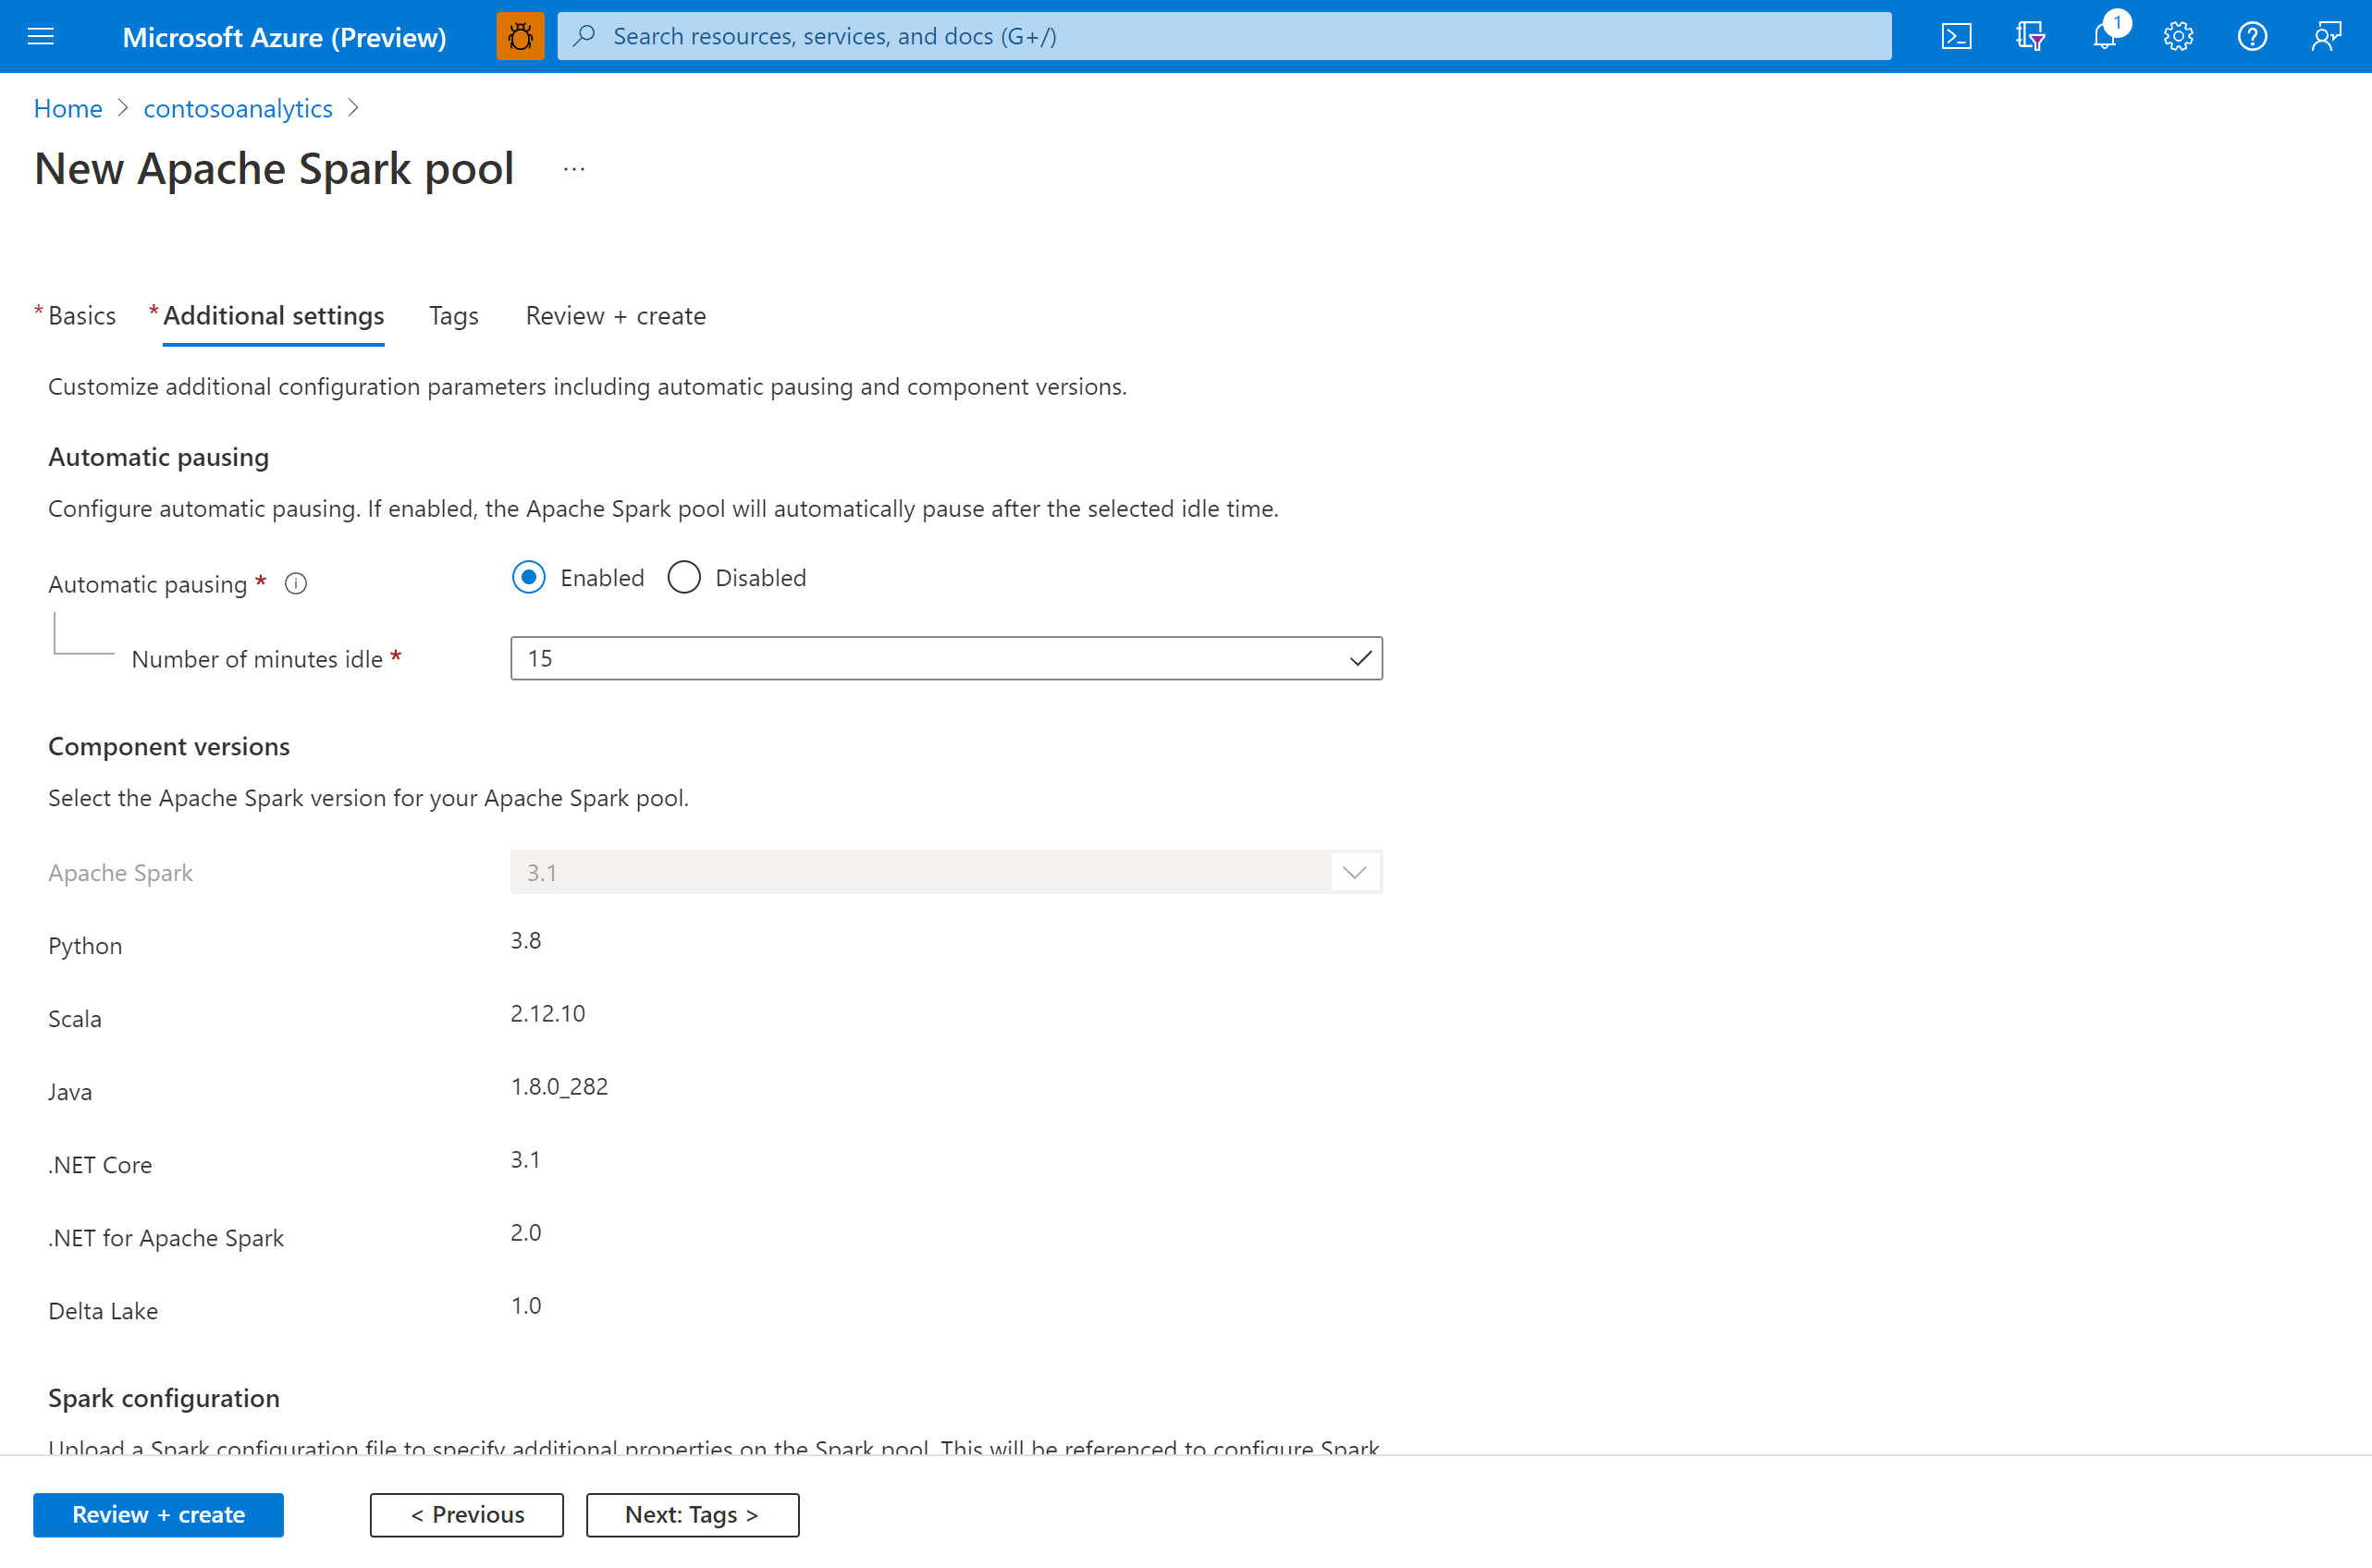 Microsoft Azure (Preview)
Search resources, services, and docs (G+/)
1
Home > contosoanalytics >
New Apache Spark pool ...
* Basics * Additional settings Tags Review + create
Customize additional configuration parameters including automatic pausing and component versions.
Automatic pausing
Configure automatic pausing. If enabled, the Apache Spark pool will automatically pause after the selected idle time.
Automatic pausing * Enabled Disabled
Number of minutes idle * 15
Component versions
Select the Apache Spark version for your Apache Spark pool.
Apache Spark 3.1
Python 3.8
Scala 2.12.10
Java 1.8.0_282
.NET Core 3.1
.NET for Apache Spark 2.0
Delta Lake 1.0
Spark configuration
Upload a Spark configuration file to specify additional properties on the Spark pool. This will be referenced to configure Spark
Review + create < Previous Next: Tags >